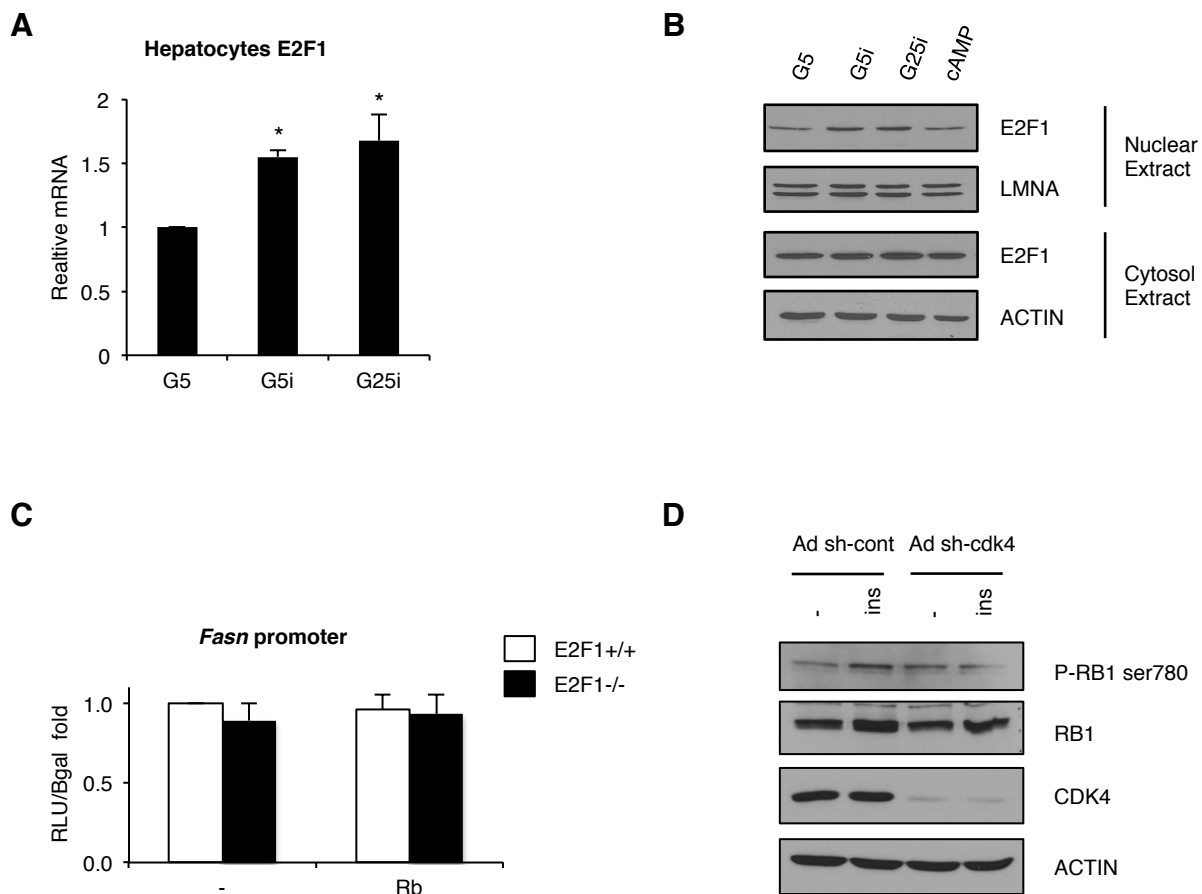 A
Hepatocytes E2F1
Realtive mRNA
2
1.5
1
0.5
0
*
*
G5
G5i
G25i
B
G5
G5i
G25i
cAMP
E2F1
LMNA
Nuclear
Extract
E2F1
ACTIN
Cytosol
Extract
C
Fasn promoter
E2F1+/+
E2F1-/-
RLU/Bgal fold
1.0
0.5
0.0
-
Rb
D
Ad sh-cont
Ad sh-cdk4
-
ins
-
ins
P-RB1 ser780
RB1
CDK4
ACTIN